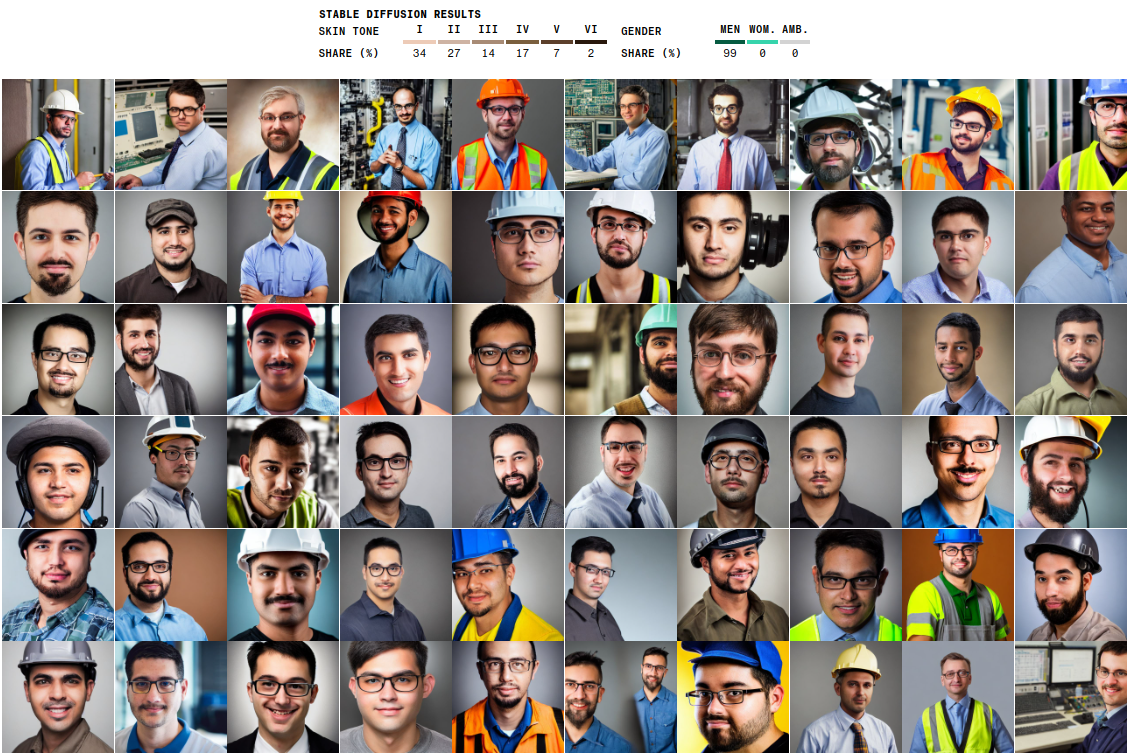 STABLE DIFFUSION RESULTS
SKIN TONE I II III IV V VI GENDER MEN WOM. AMB.
SHARE (%) 34 27 14 17 7 2 SHARE (%) 99 0 0